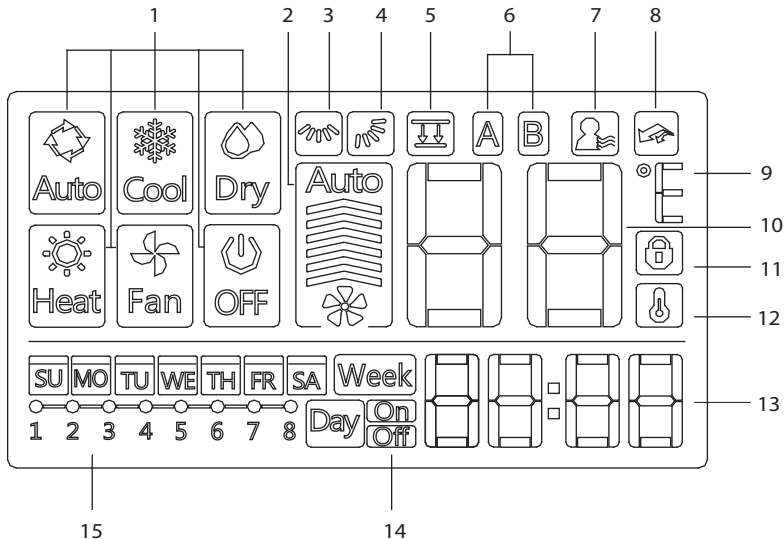 1 2 3 4 5 6 7 8
A B
Auto Cool Dry Auto
9
10
11
Heat Fan OFF
12
SU MO TU WE TH FR SA Week
88:88 13
Day On
Off
1 2 3 4 5 6 7 8
15 14